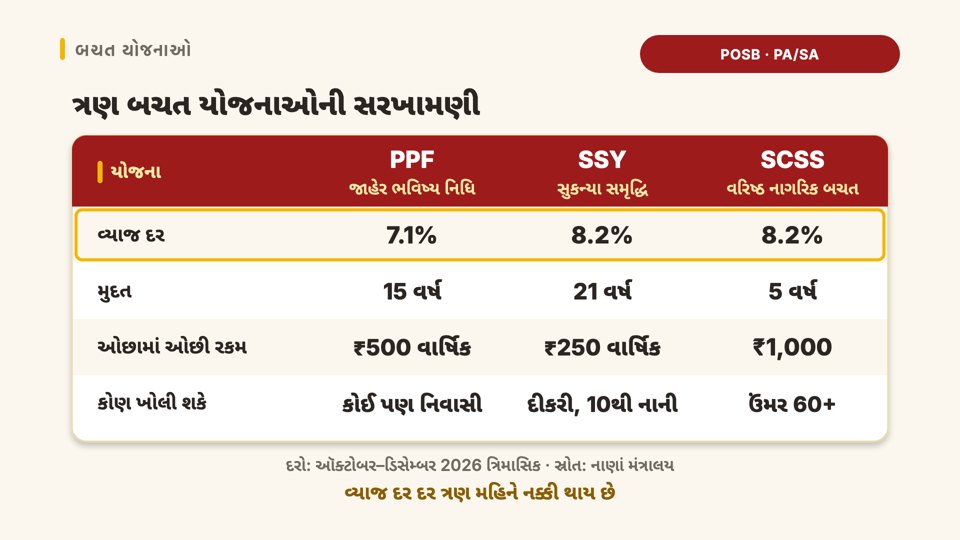 બચત યોજનાઓ
POSB · PA/SA
ત્રણ બચત યોજનાઓની સરખામણી
યોજના PPF SSY SCSS
જાહેર ભવિષ્ય નિધિ સુકન્યા સમૃદ્ધિ વરિષ્ઠ નાગરિક બચત
વ્યાજ દર 7.1% 8.2% 8.2%
મુદત 15 વર્ષ 21 વર્ષ 5 વર્ષ
ઓછામાં ઓછી રકમ ₹500 વાર્ષિક ₹250 વાર્ષિક ₹1,000
કોણ ખોલી શકે કોઈ પણ નિવાસી દીકરી, 10થી નાની ઉંમર 60+
દરો: ઑક્ટોબર–ડિસેમ્બર 2026 ત્રિમાસિક · સ્રોત: નાણાં મંત્રાલય
વ્યાજ દર દર ત્રણ મહિને નક્કી થાય છે